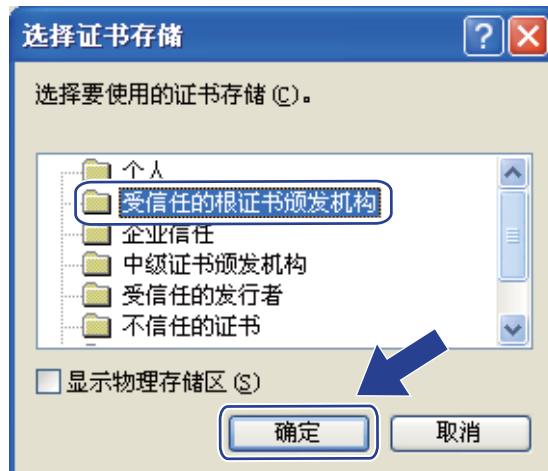 选择证书存储
选择要使用的证书存储(C)。
个人
受信任的根证书颁发机构
企业信任
中级证书颁发机构
受信任的发行者
不信任的证书
显示物理存储区(S)
确定 取消